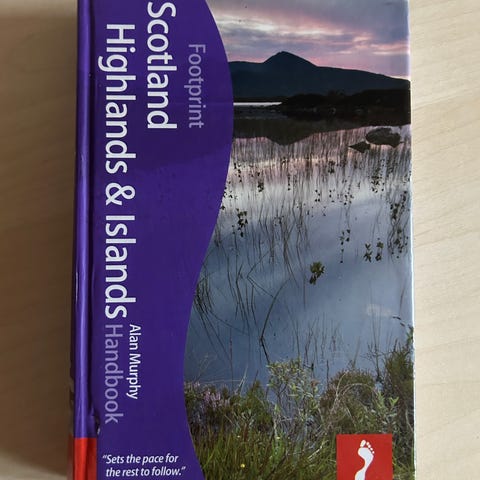 Footprint
Scotland
Highlands & Islands
Handbook
Alan Murphy
"Sets the pace for
the rest to follow."